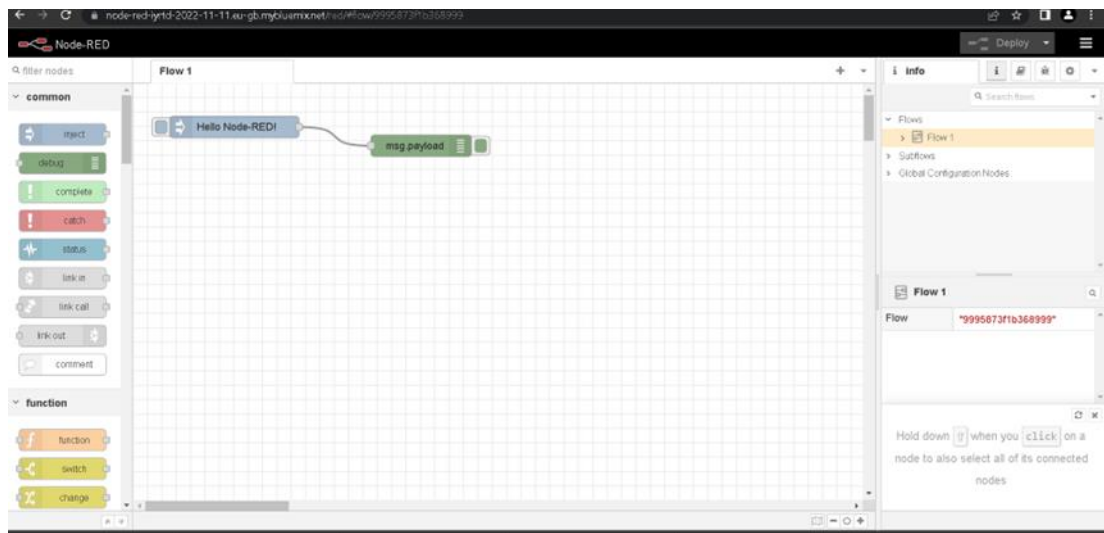 node-red-iyrtd-2022-11-11.eu-gb.mybluemix.net/red/#flow/9995873f1b368999
Node-RED
Deploy
filter nodes
Flow 1
i info
i
common
Search flows
inject
Hello Node-RED!
msg.payload
Flows
Flow 1
debug
Subflows
Global Configuration Nodes
complete
catch
status
link in
link call
Flow 1
link out
Flow
"9995873f1b368999"
comment
function
Hold down ⇧ when you click on a
node to also select all of its connected
nodes
function
switch
change